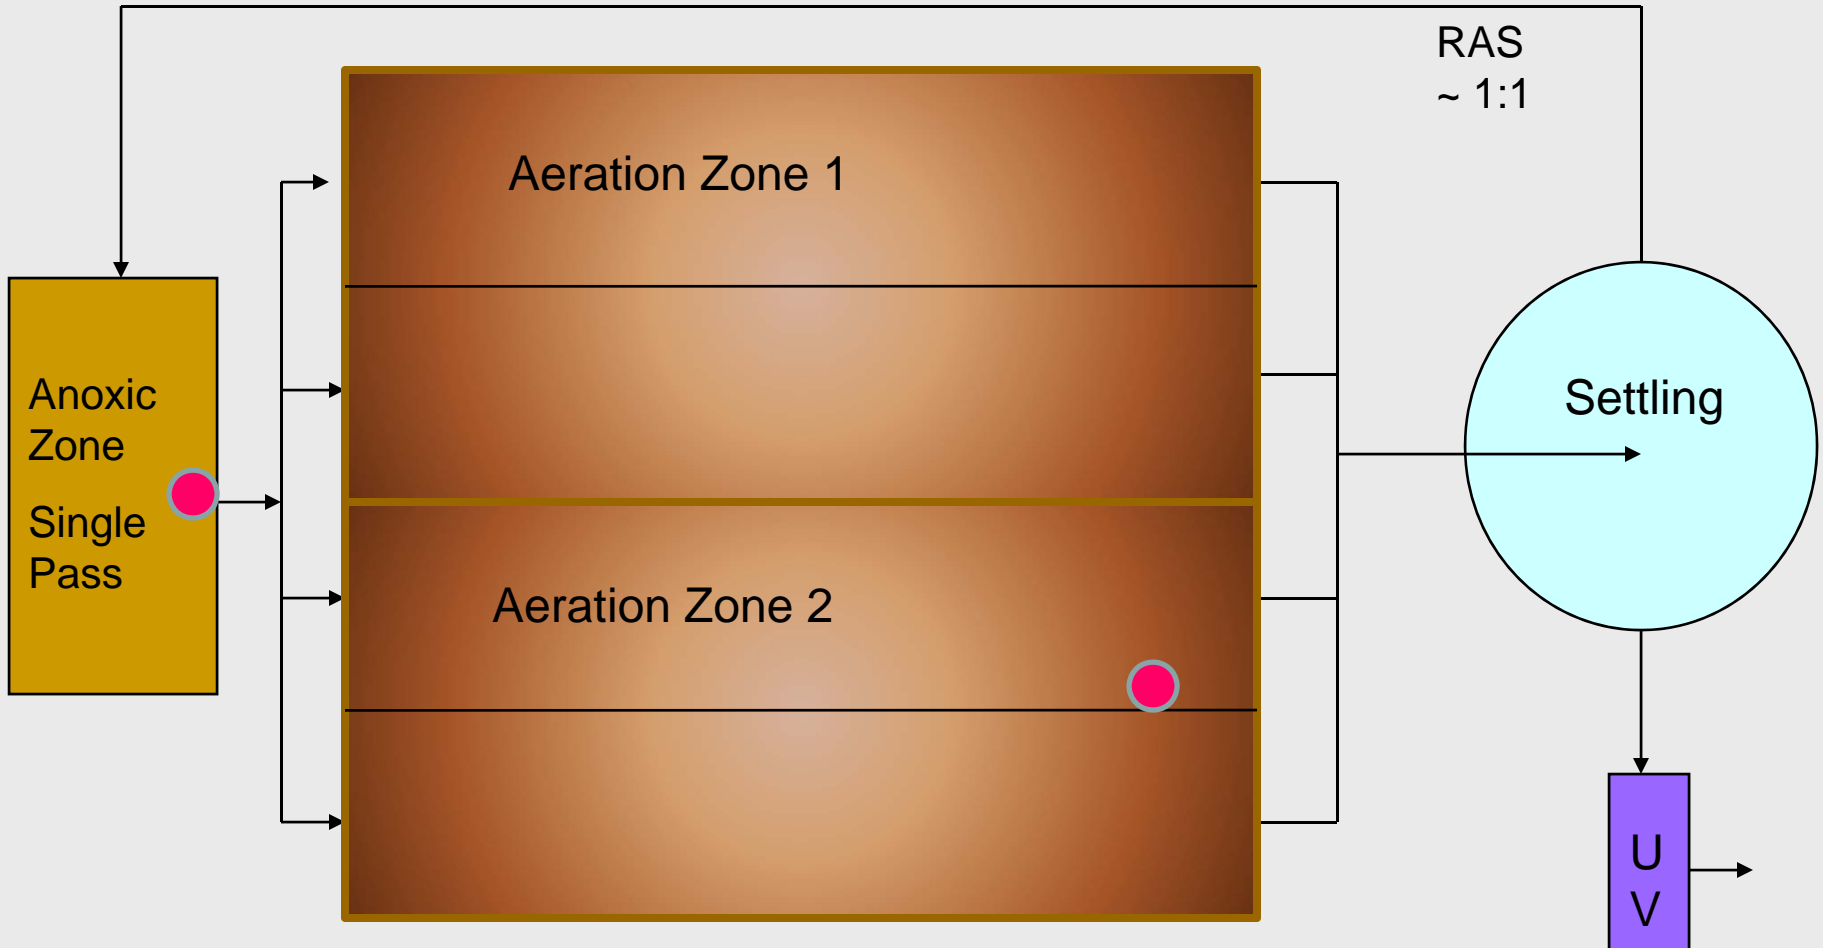 RAS
~ 1:1
Aeration Zone 1
Anoxic
Zone
Single
Pass
Settling
Aeration Zone 2
U
V